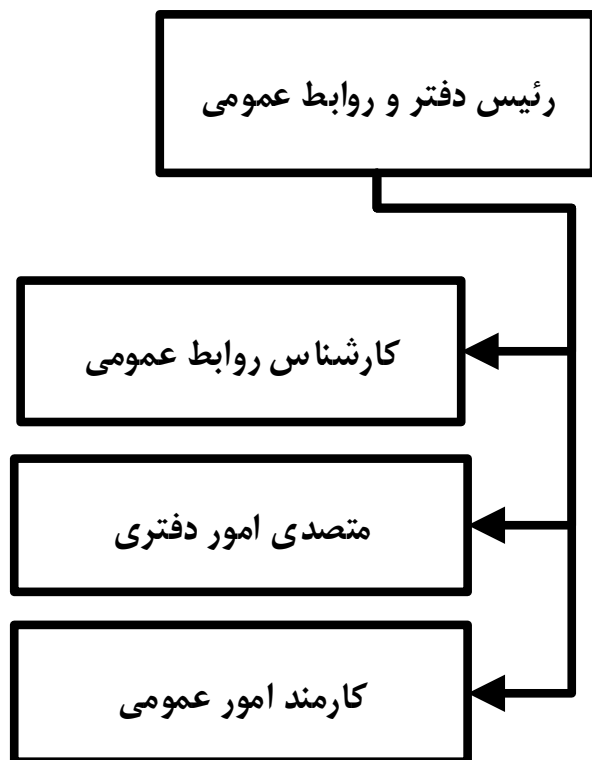 رئیس دفتر و روابط عمومی
کارشناس روابط عمومی
متصدی امور دفتری
کارمند امور عمومی